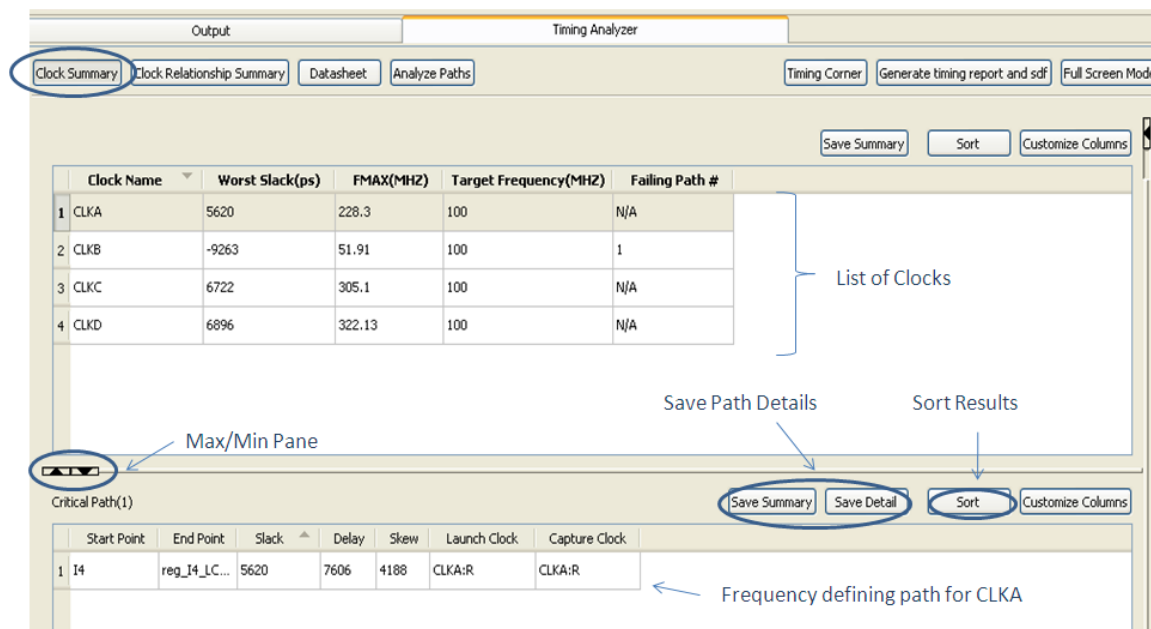 Output Timing Analyzer
Clock Summary Clock Relationship Summary Datasheet Analyze Paths Timing Corner Generate timing report and sdf Full Screen Mode
Save Summary Sort Customize Columns
Clock Name Worst Slack(ps) FMAX(MHZ) Target Frequency(MHZ) Failing Path #
1 CLKA 5620 228.3 100 N/A
2 CLKB -9263 51.91 100 1
3 CLKC 6722 305.1 100 N/A
4 CLKD 6896 322.13 100 N/A
List of Clocks
Save Path Details Sort Results
Max/Min Pane
Critical Path(1) Save Summary Save Detail Sort Customize Columns
Start Point End Point Slack Delay Skew Launch Clock Capture Clock
1 I4 reg_I4_LC... 5620 7606 4188 CLKA:R CLKA:R
Frequency defining path for CLKA